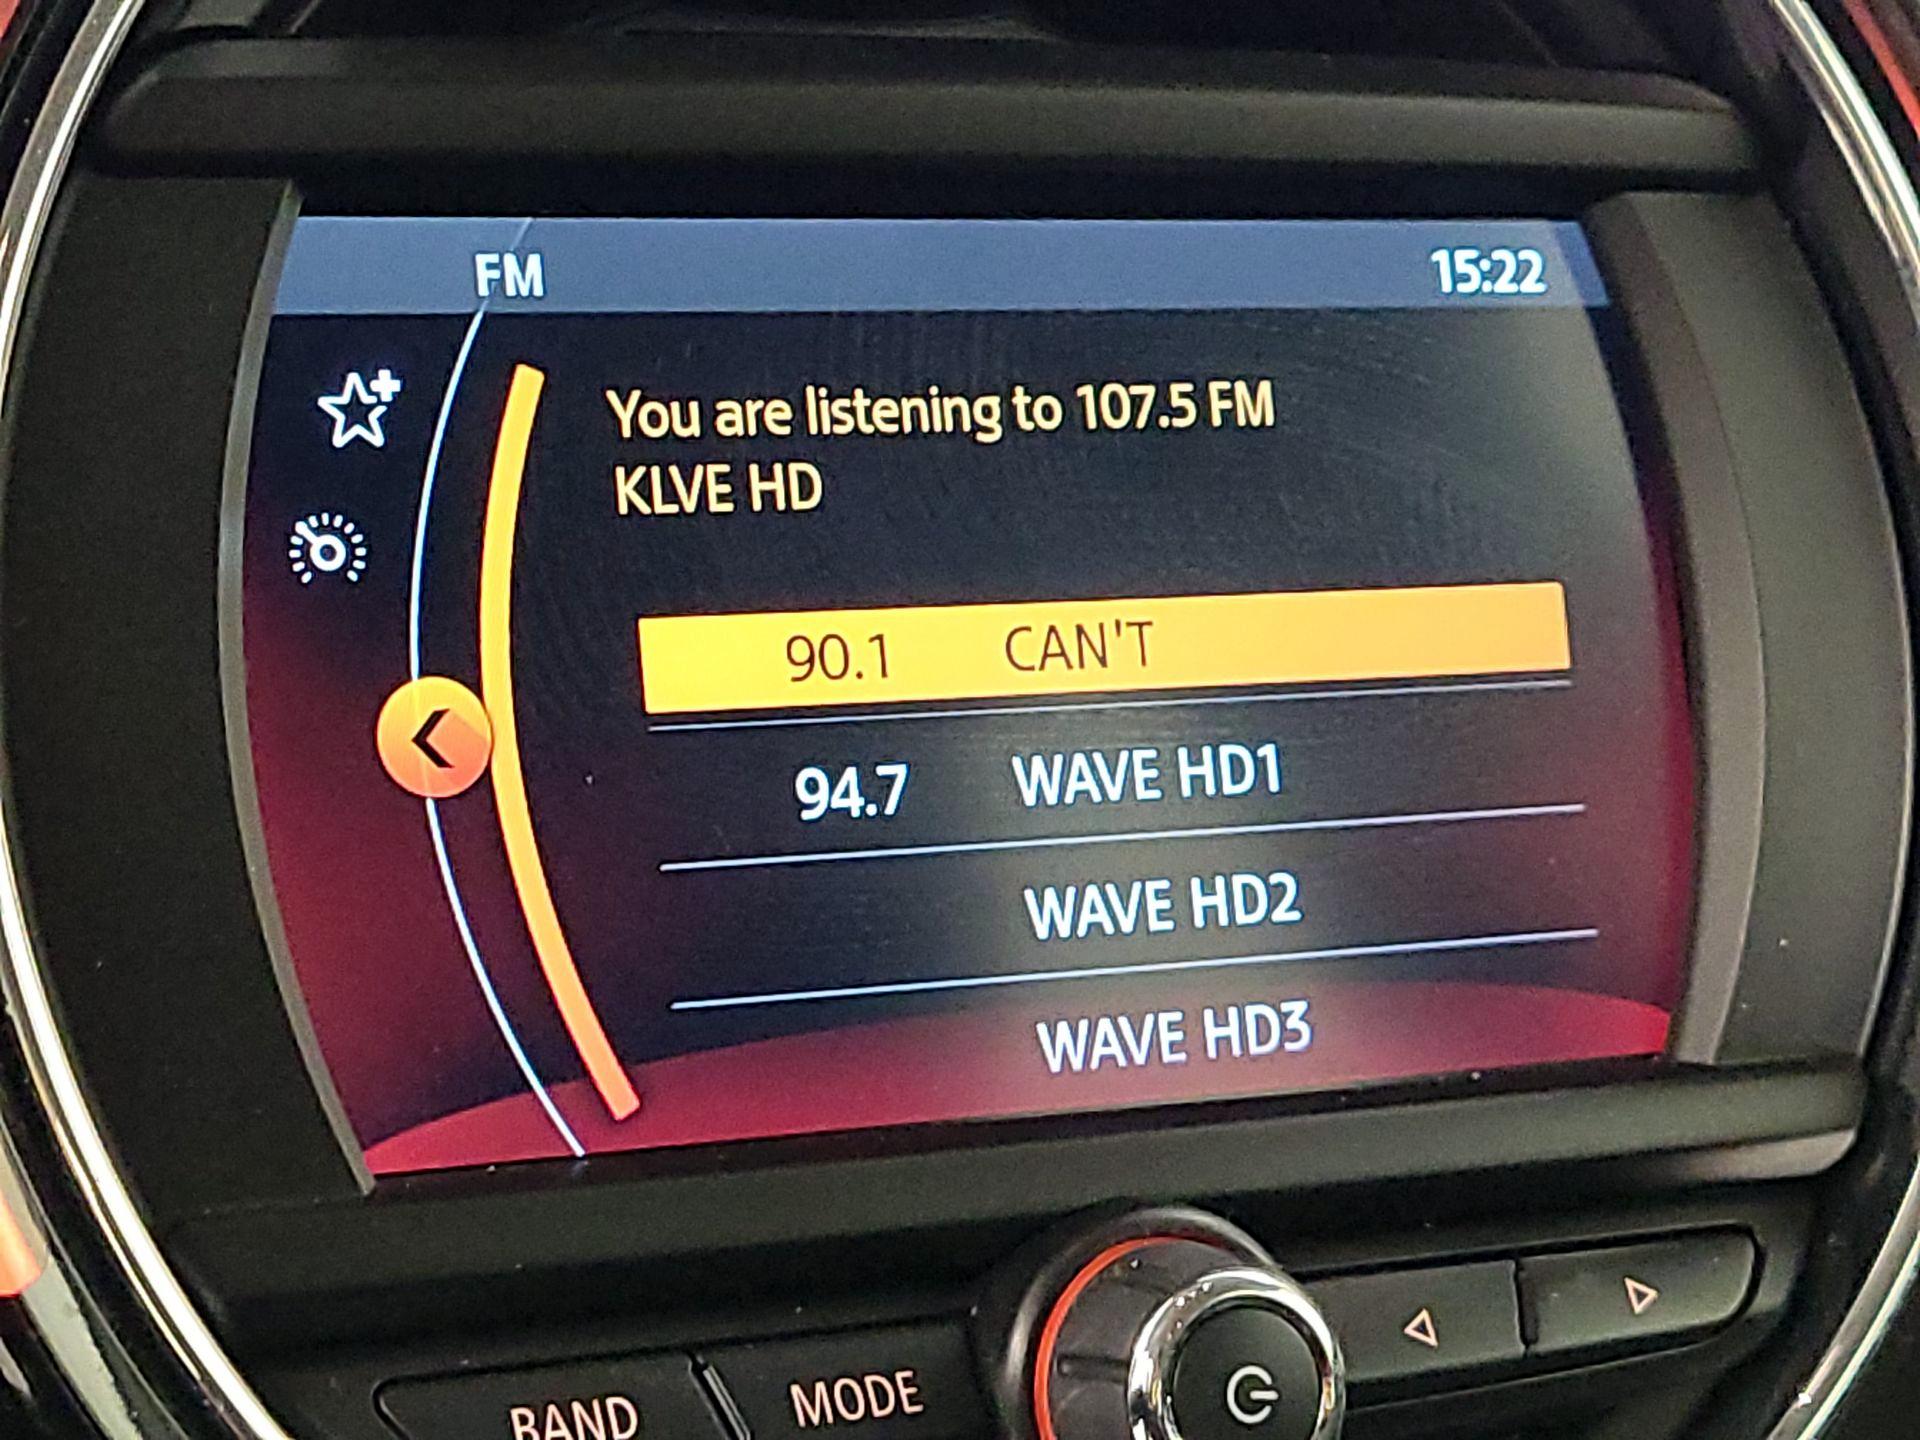 FM 15:22
You are listening to 107.5 FM
KLVE HD
90.1 CAN'T
94.7 WAVE HD1
WAVE HD2
WAVE HD3
BAND MODE